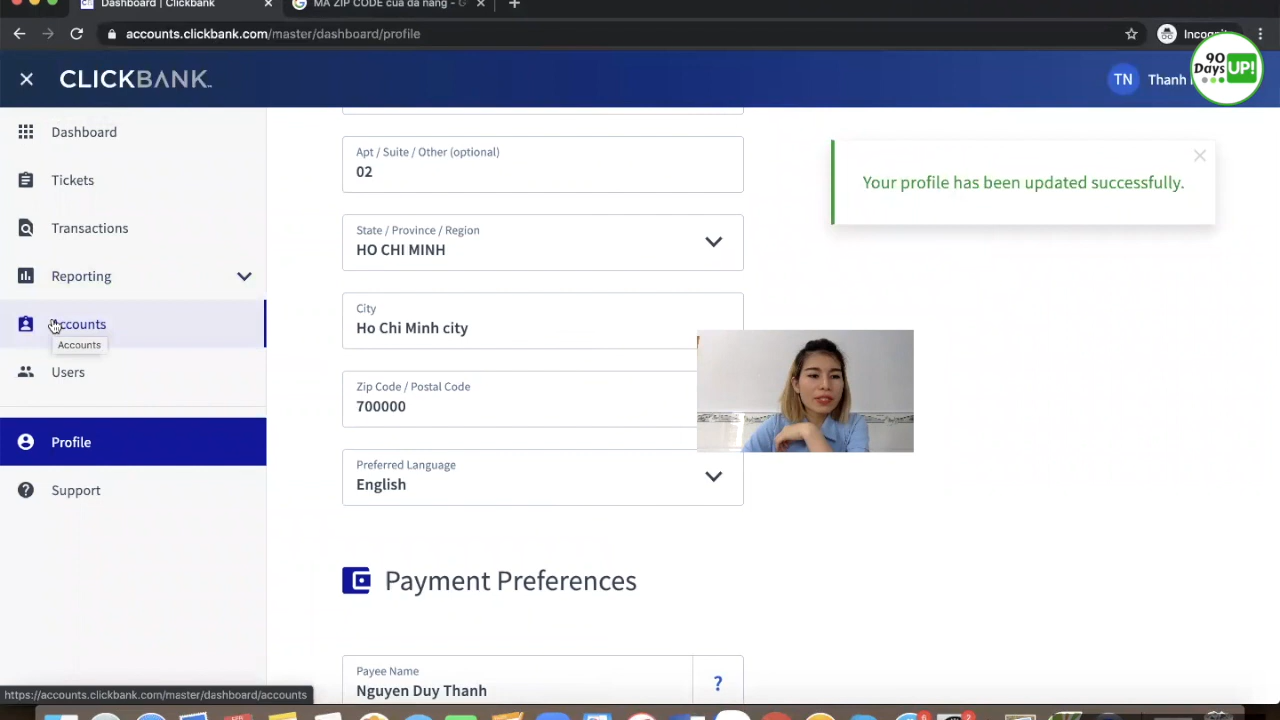 Dashboard | Clickbank
MÃ ZIP CODE của đà nẵng - G
accounts.clickbank.com/master/dashboard/profile
CLICKBANK
TN
Thanh
90
Days UP!
Dashboard
Tickets
Transactions
Reporting
Accounts
Accounts
Users
Profile
Support
Apt / Suite / Other (optional)
02
State / Province / Region
HO CHI MINH
City
Ho Chi Minh city
Zip Code / Postal Code
700000
Preferred Language
English
Payment Preferences
Payee Name
Nguyen Duy Thanh
?
Your profile has been updated successfully.
https://accounts.clickbank.com/master/dashboard/accounts